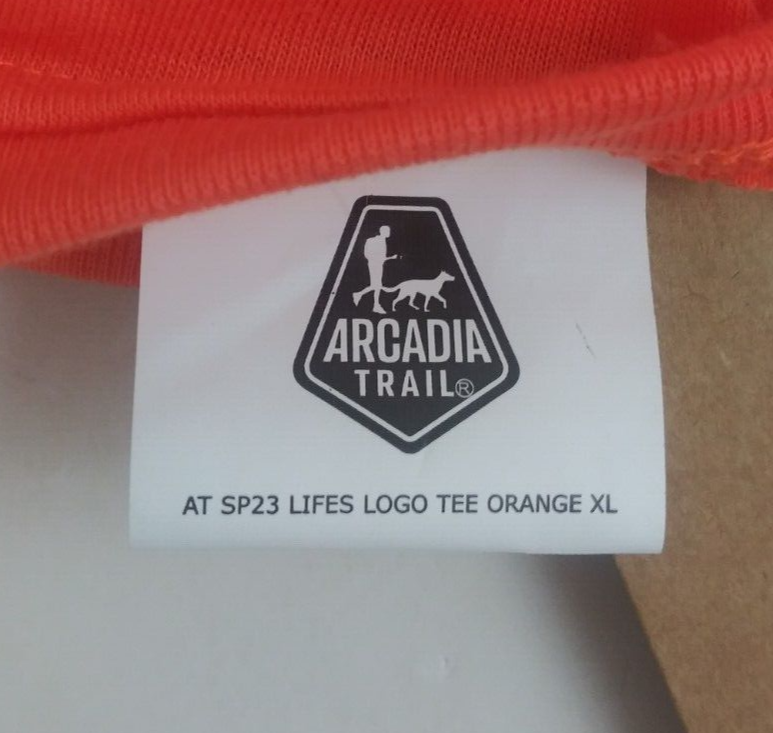 ARCADIA
TRAIL®
AT SP23 LIFES LOGO TEE ORANGE XL